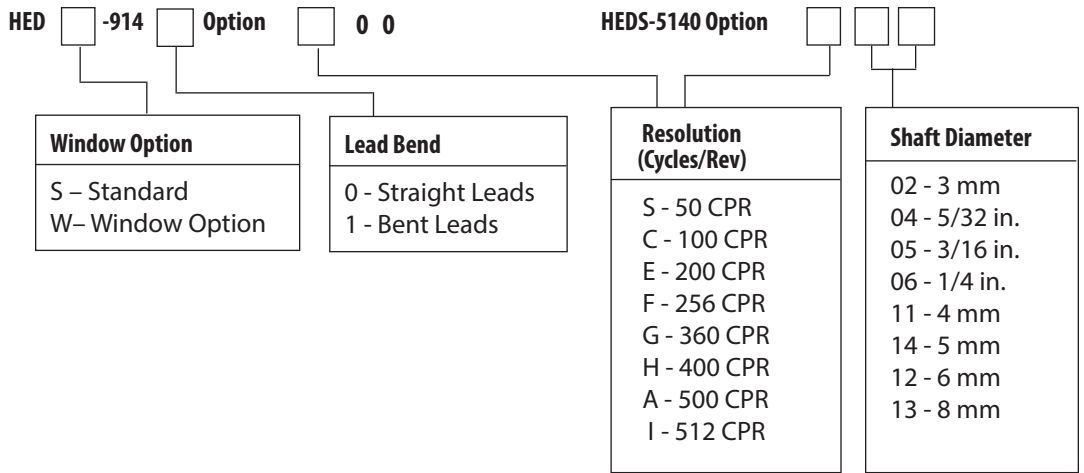 HED -914 Option 0 0 HEDS-5140 Option
Window Option
S – Standard
W– Window Option
Lead Bend
0 - Straight Leads
1 - Bent Leads
Resolution
(Cycles/Rev)
S - 50 CPR
C - 100 CPR
E - 200 CPR
F - 256 CPR
G - 360 CPR
H - 400 CPR
A - 500 CPR
I - 512 CPR
Shaft Diameter
02 - 3 mm
04 - 5/32 in.
05 - 3/16 in.
06 - 1/4 in.
11 - 4 mm
14 - 5 mm
12 - 6 mm
13 - 8 mm